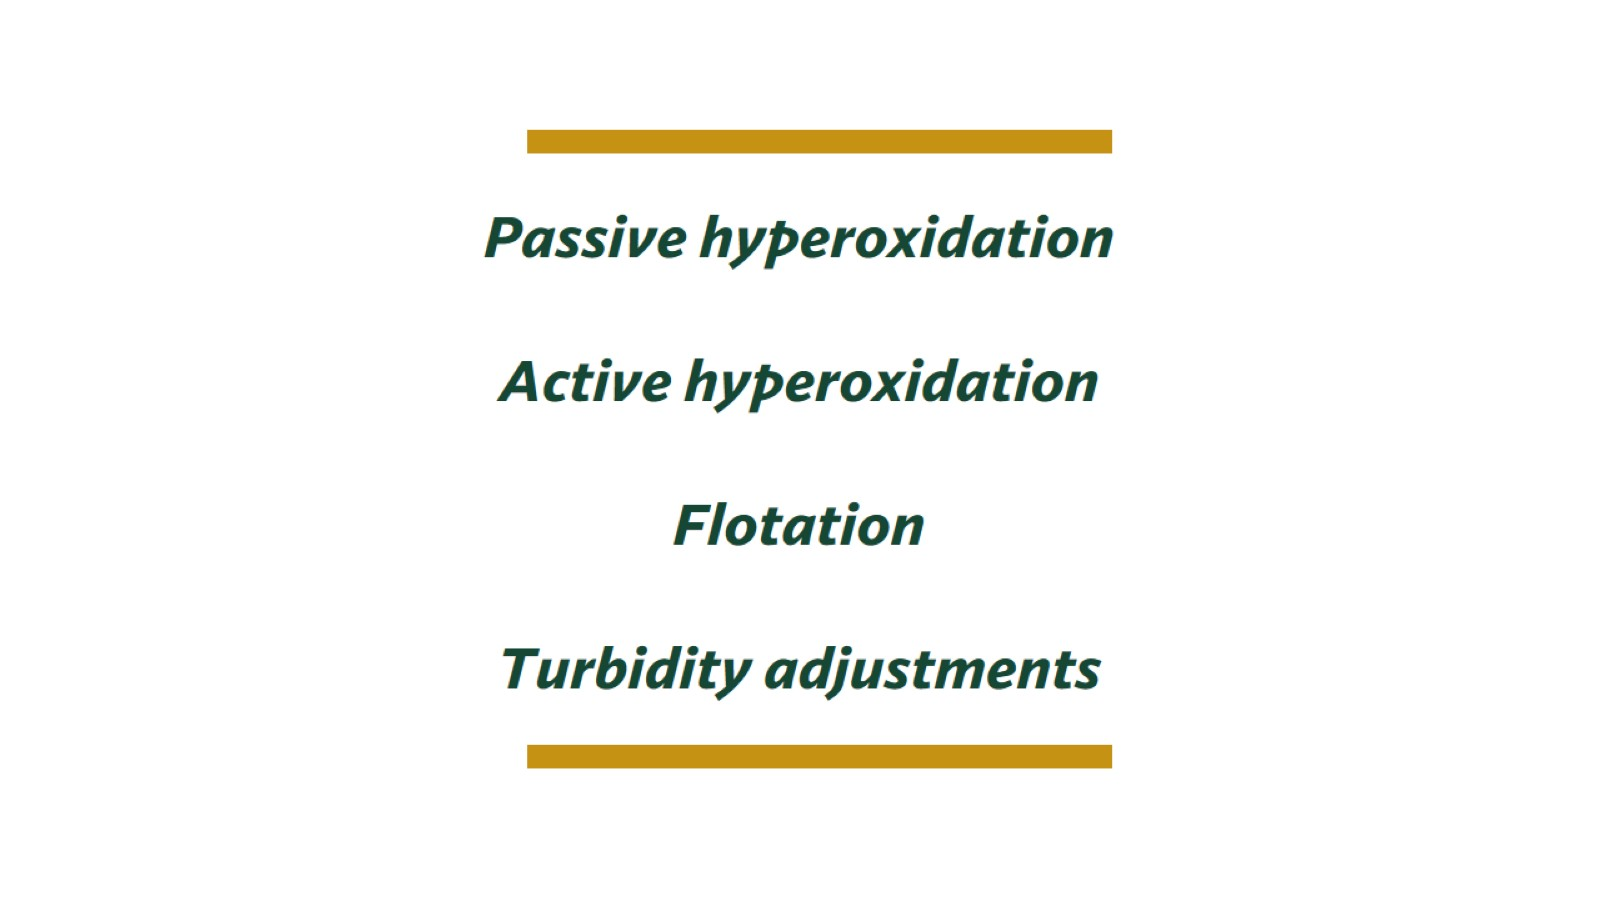 Passive hyperoxidation
Active hyperoxidation
Flotation
Turbidity adjustments